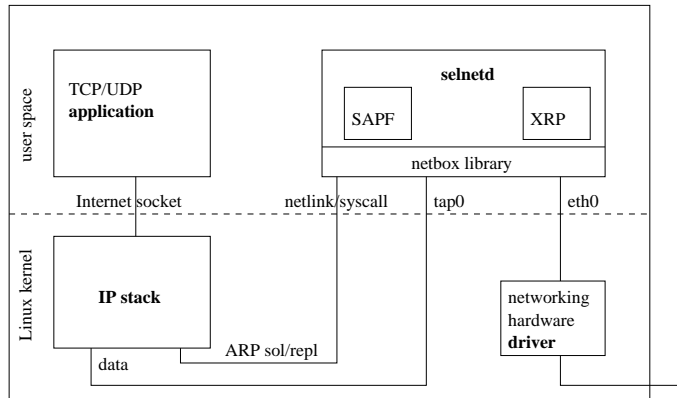 user space
TCP/UDP
application
selnetd
SAPF
XRP
netbox library
Internet socket
netlink/syscall
tap0
eth0
Linux kernel
IP stack
networking
hardware
driver
ARP sol/repl
data